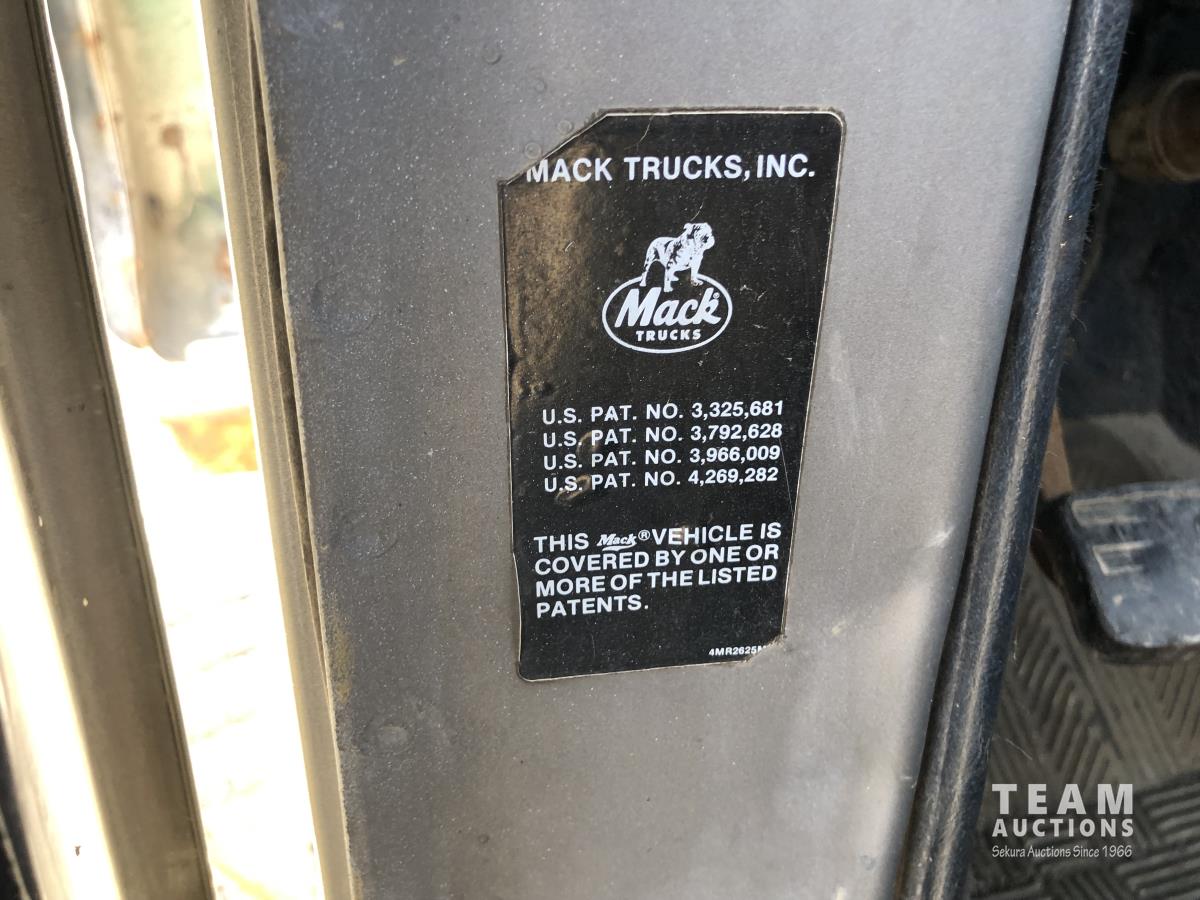 MACK TRUCKS, INC.
Mack®
TRUCKS
U.S. PAT. NO. 3,325,681
U.S. PAT. NO. 3,792,628
U.S. PAT. NO. 3,966,009
U.S. PAT. NO. 4,269,282
THIS Mack® VEHICLE IS
COVERED BY ONE OR
MORE OF THE LISTED
PATENTS.
4MR2625M
TEAM
AUCTIONS
Sekura Auctions Since 1966